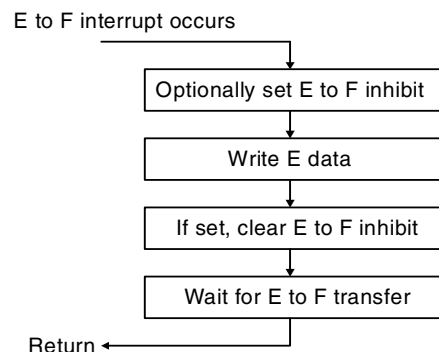 E to F interrupt occurs
Optionally set E to F inhibit
Write E data
If set, clear E to F inhibit
Wait for E to F transfer
Return